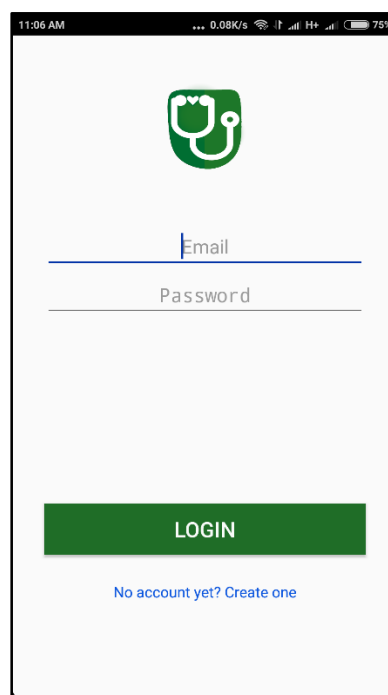 11:06 AM ... 0.08K/s H+ 75%
Email
Password
LOGIN
No account yet? Create one